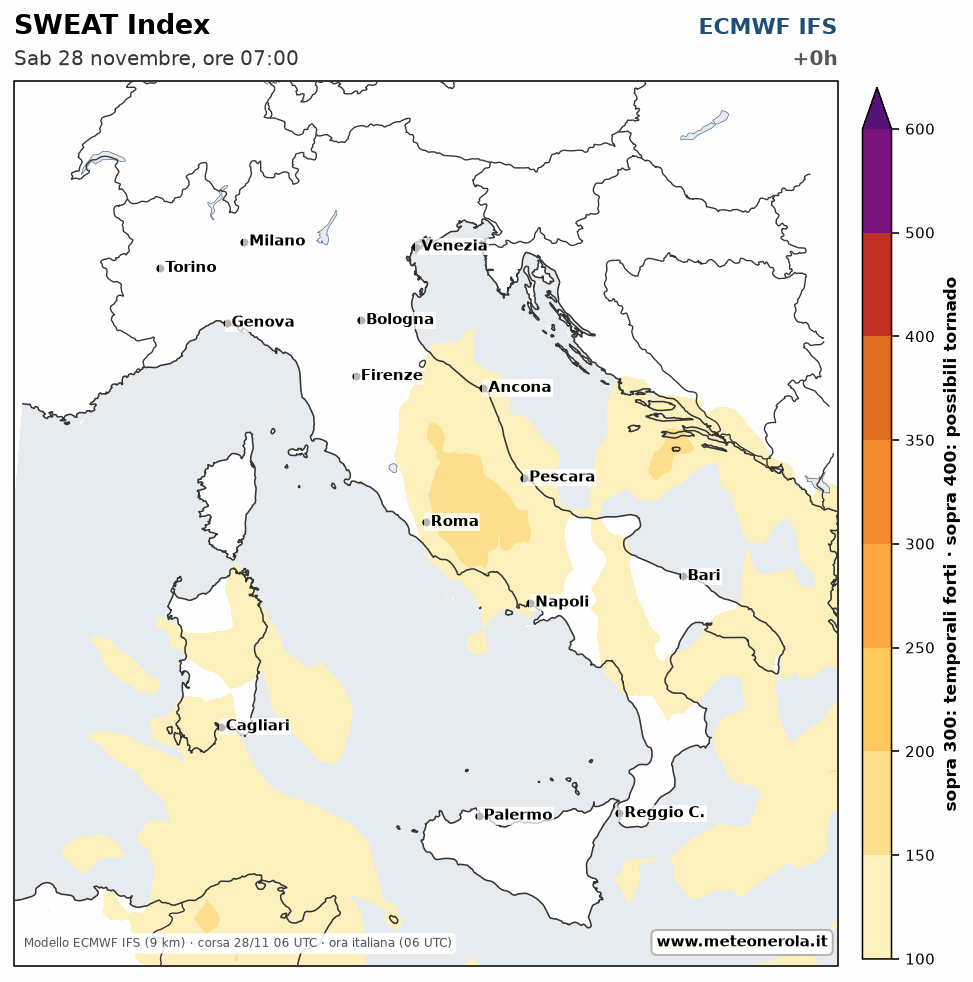 SWEAT Index
ECMWF IFS
Sab 28 novembre, ore 07:00
+0h
Milano
Venezia
Torino
Genova
Bologna
Firenze
Ancona
Pescara
Roma
Bari
Napoli
Cagliari
Palermo
Reggio C.
600
500
400
350
300
250
200
150
100
sopra 300: temporali forti · sopra 400: possibili tornado
Modello ECMWF IFS (9 km) · corsa 28/11 06 UTC · ora italiana (06 UTC)
www.meteonerola.it